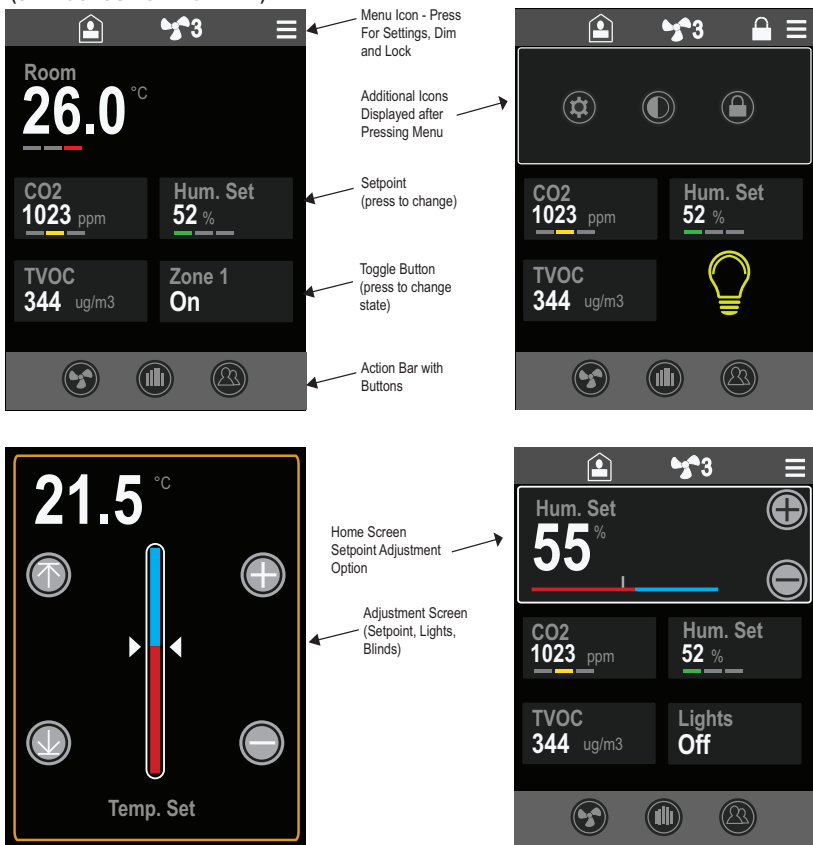 3
Menu Icon - Press
For Settings, Dim
and Lock
Room
26.0 °C
CO2
1023 ppm
Hum. Set
52 %
TVOC
344 ug/m3
Zone 1
On
Additional Icons
Displayed after
Pressing Menu
Setpoint
(press to change)
Toggle Button
(press to change
state)
Action Bar with
Buttons
3
CO2
1023 ppm
Hum. Set
52 %
TVOC
344 ug/m3
21.5 °C
Temp. Set
Home Screen
Setpoint Adjustment
Option
Adjustment Screen
(Setpoint, Lights,
Blinds)
3
Hum. Set
55 %
CO2
1023 ppm
Hum. Set
52 %
TVOC
344 ug/m3
Lights
Off